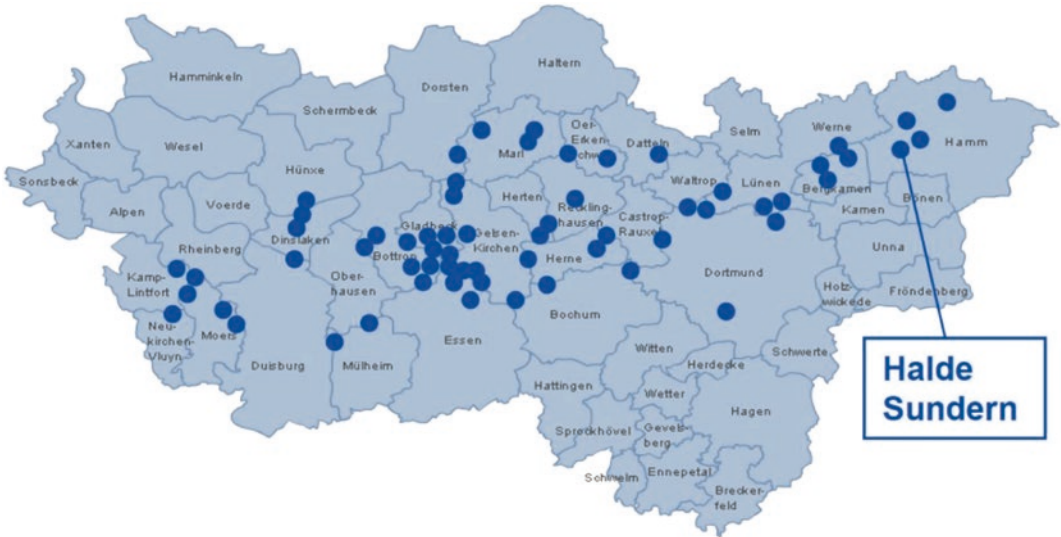 Haltern
Hamminkeln
Dorsten
Schermbeck
Oer-
Erken-
schw
Datteln
Selm
Werne
Xanten
Wesel
Marl
Hamm
Hünxe
Sonsbeck
Waltrop
Lünen
Bergkamen
Voerde
Herten
Reckling-
hausen
Bönen
Alpen
Kamen
Gladbeck
Gelsen-
Kirchen
Castrop-
Rauxel
Dinslaken
Rheinberg
Bottrop
Unna
Herne
Kamp-
Lintfort
Ober-
hausen
Dortmund
Holz-
wickede
Fröndenberg
Bochum
Neu-
kirchen-
Vluyn
Moers
Essen
Witten
Schwerte
Duisburg
Mülheim
Herdecke
Halde
Sundern
Hattingen
Wetter
Hagen
Sprockhövel
Gevels-
berg
Schwelm
Ennepetal
Brecker-
feld